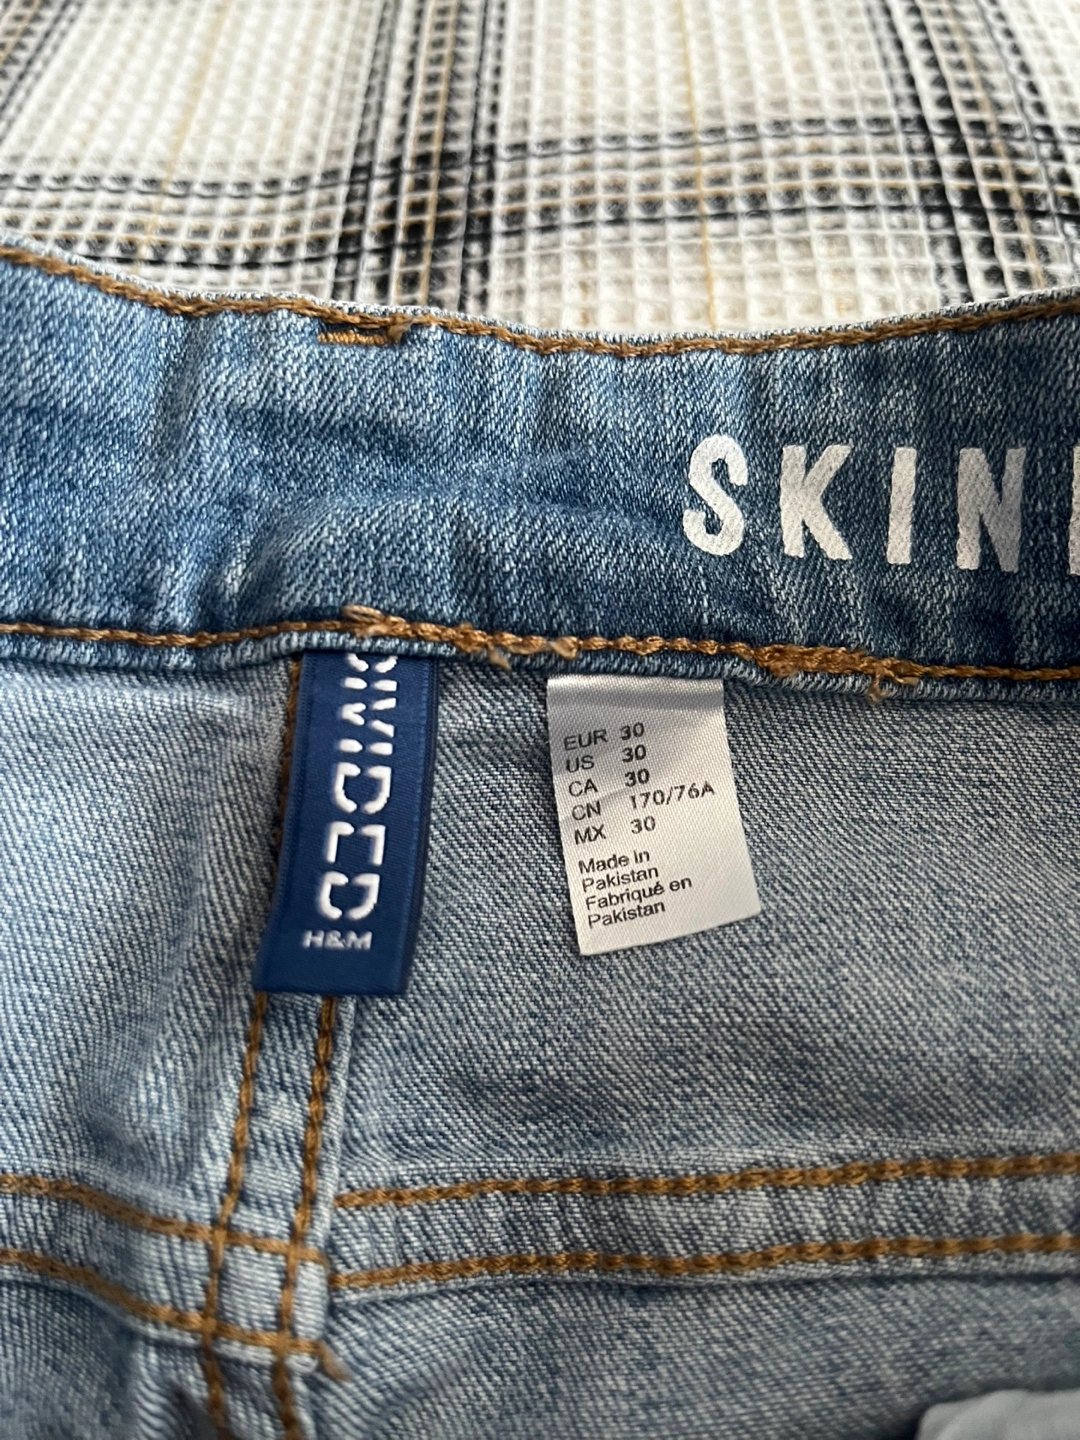 SKIN
DIVIDED
H&M
EUR 30
US 30
CA 30
CN 170/76A
MX 30
Made in
Pakistan
Fabriqué en
Pakistan